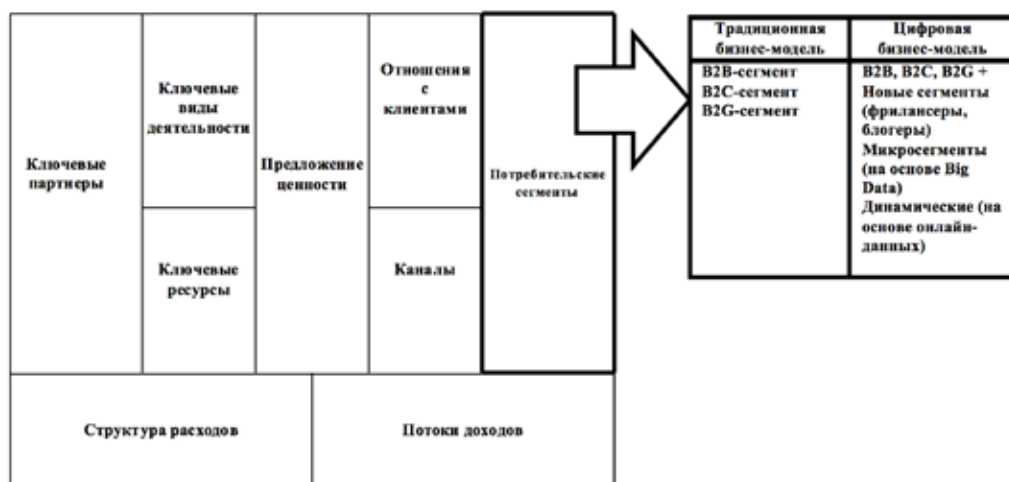 Ключевые
партнеры
Ключевые
виды
деятельности
Ключевые
ресурсы
Предложение
ценности
Отношения
с
клиентами
Каналы
Потребительские
сегменты
Структура расходов
Потоки доходов
Традиционная
бизнес-модель
Цифровая
бизнес-модель
B2B-сегмент
B2C-сегмент
B2G-сегмент
B2B, B2C, B2G +
Новые сегменты
(фрилансеры,
блогеры)
Микросегменты
(на основе Big
Data)
Динамические (на
основе онлайн-
данных)